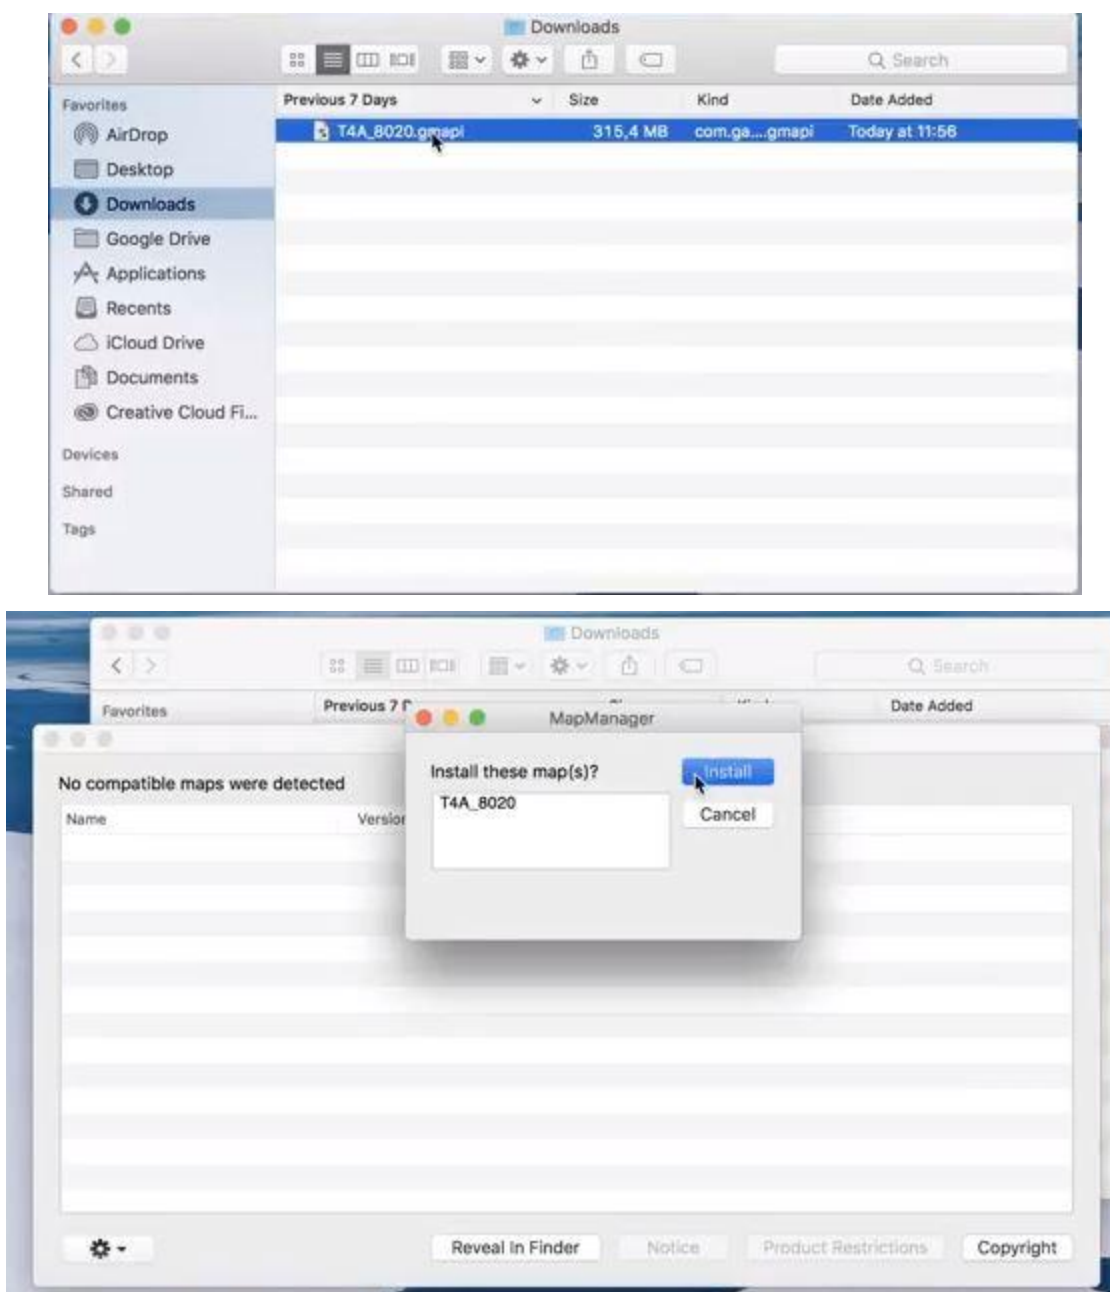 Downloads
Search
Favorites
Previous 7 Days Size Kind Date Added
T4A_8020.gmapi 315,4 MB com.ga....gmapi Today at 11:56
AirDrop
Desktop
Downloads
Google Drive
Applications
Recents
iCloud Drive
Documents
Creative Cloud Fi...
Devices
Shared
Tags
Downloads
Search
Favorites
Previous 7 Date Added
MapManager
No compatible maps were detected
Install these map(s)?
Install
T4A_8020
Cancel
Name Version
Reveal In Finder Notice Product Restrictions Copyright